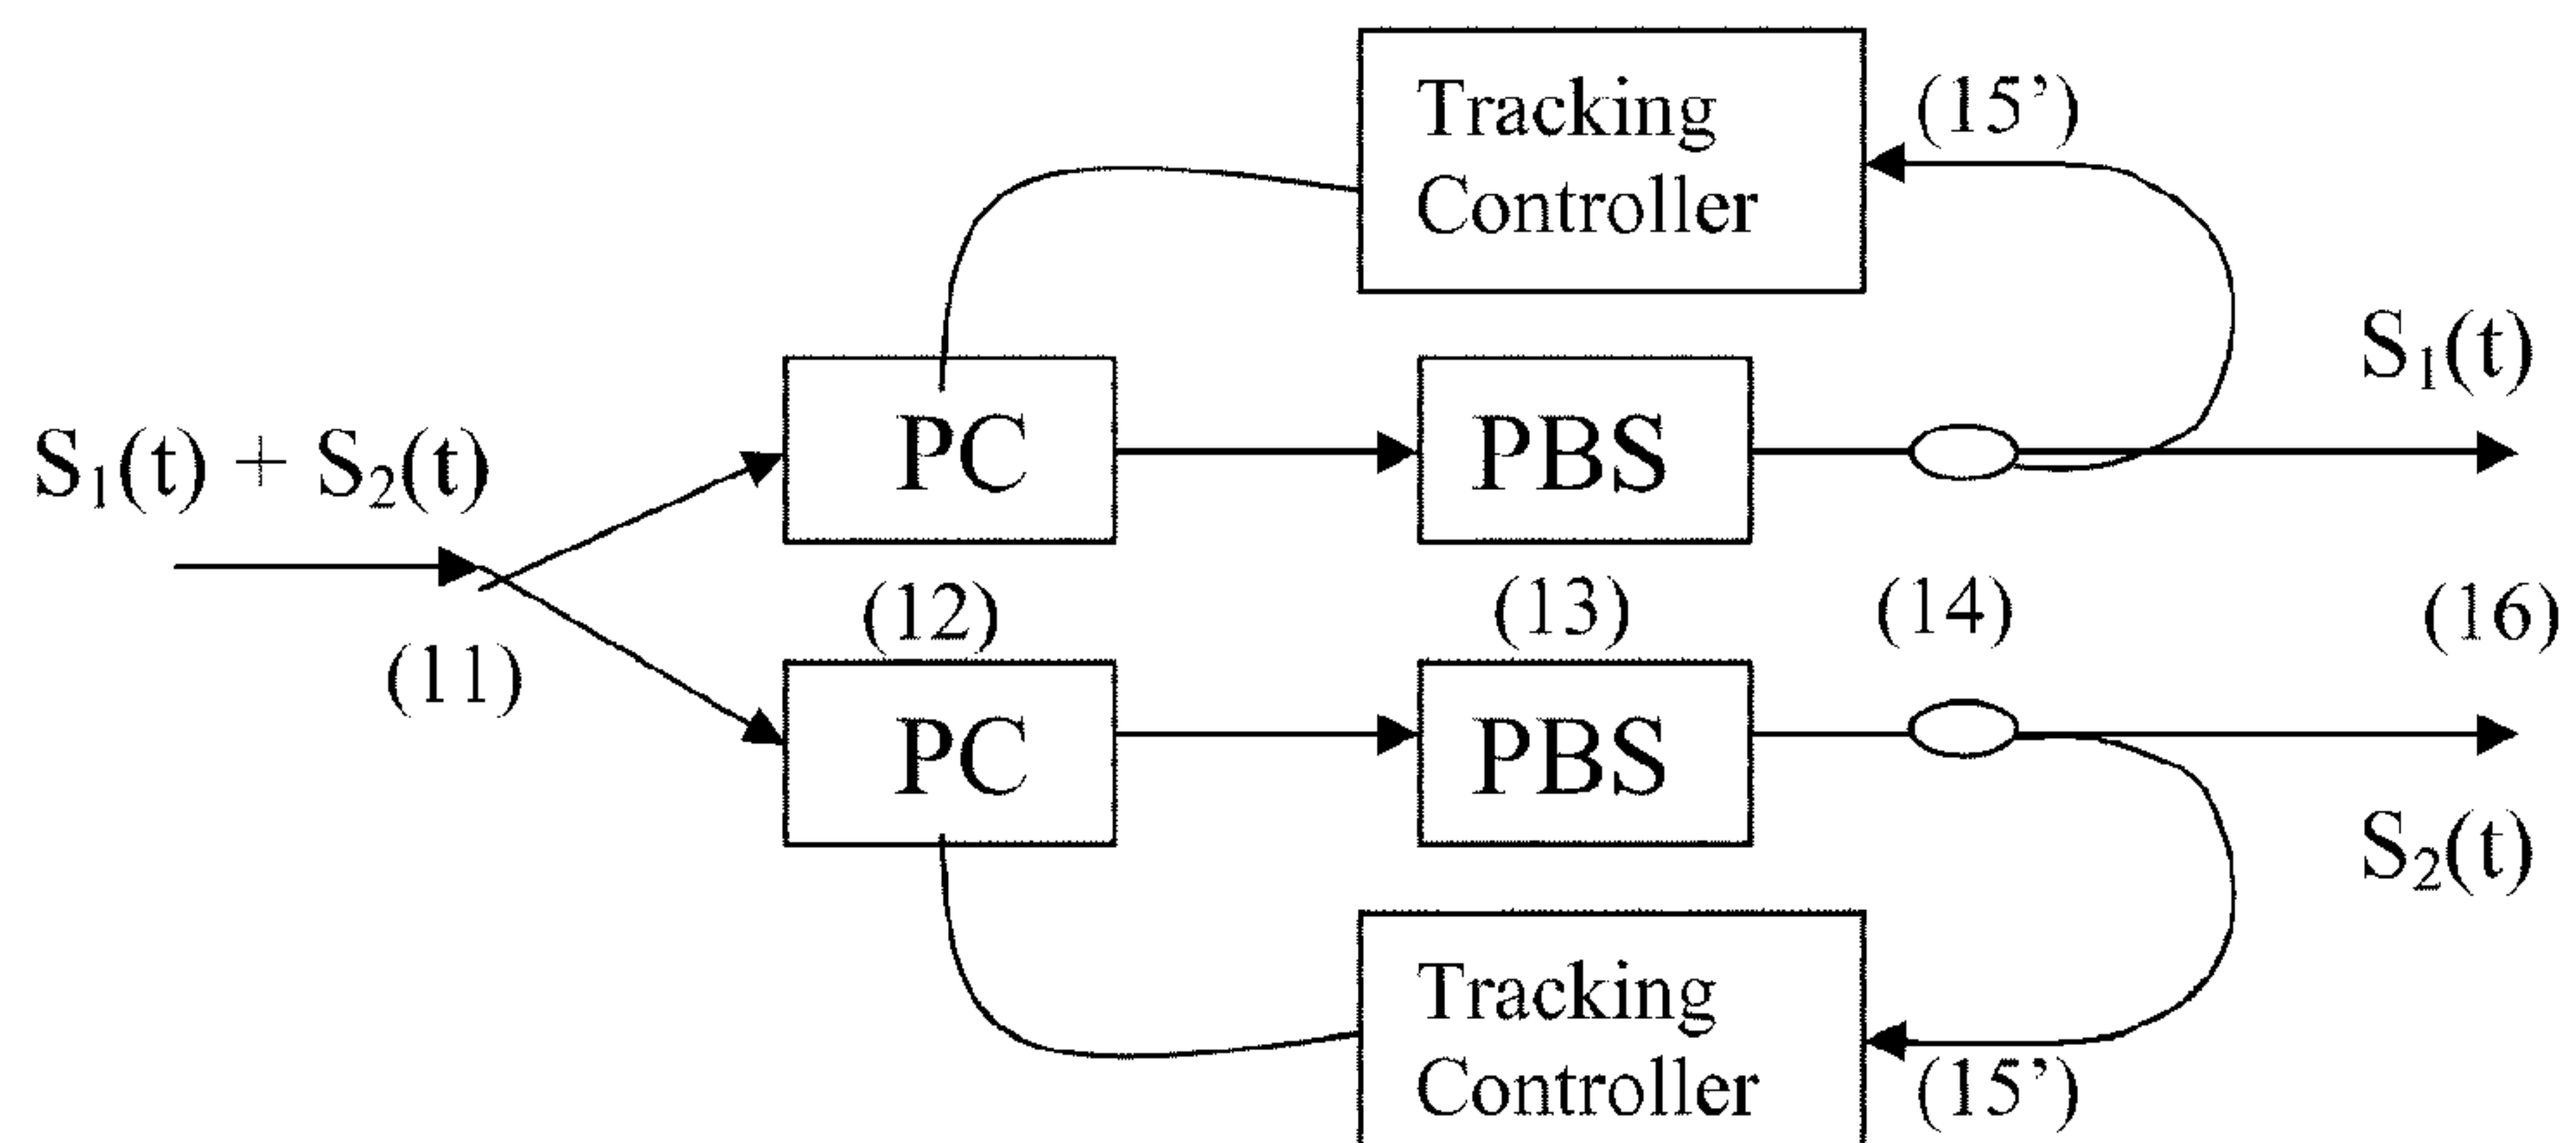 Tracking
Controller
(15’)
S₁(t)
S₁(t) + S₂(t)
PC
PBS
(12)
(13)
(14)
(16)
(11)
PC
PBS
S₂(t)
Tracking
Controller
(15’)